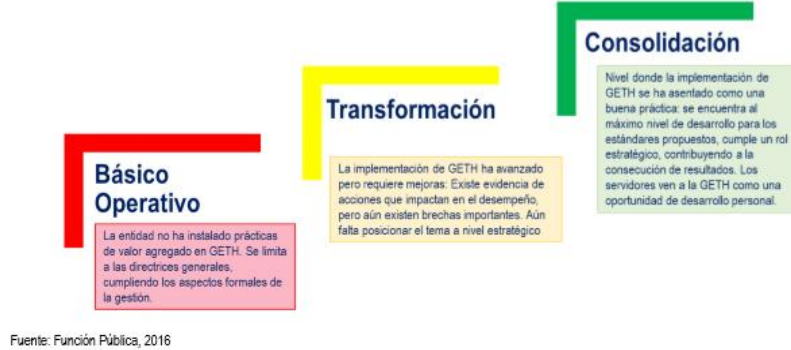 Básico
Operativo
La entidad no ha instalado prácticas
de valor agregado en GETH. Se limita
a las directrices generales,
cumpliendo los aspectos formales de
la gestión.
Transformación
La implementación de GETH ha avanzado
pero requiere mejoras: Existe evidencia de
acciones que impactan en el desempeño,
pero aún existen brechas importantes. Aún
falta posicionar el tema a nivel estratégico
Consolidación
Nivel donde la implementación de
GETH se ha asentado como una
buena práctica: se encuentra al
máximo nivel de desarrollo para los
estándares propuestos, cumple un rol
estratégico, contribuyendo a la
consecución de resultados. Los
servidores ven a la GETH como una
oportunidad de desarrollo personal.
Fuente: Función Pública, 2016